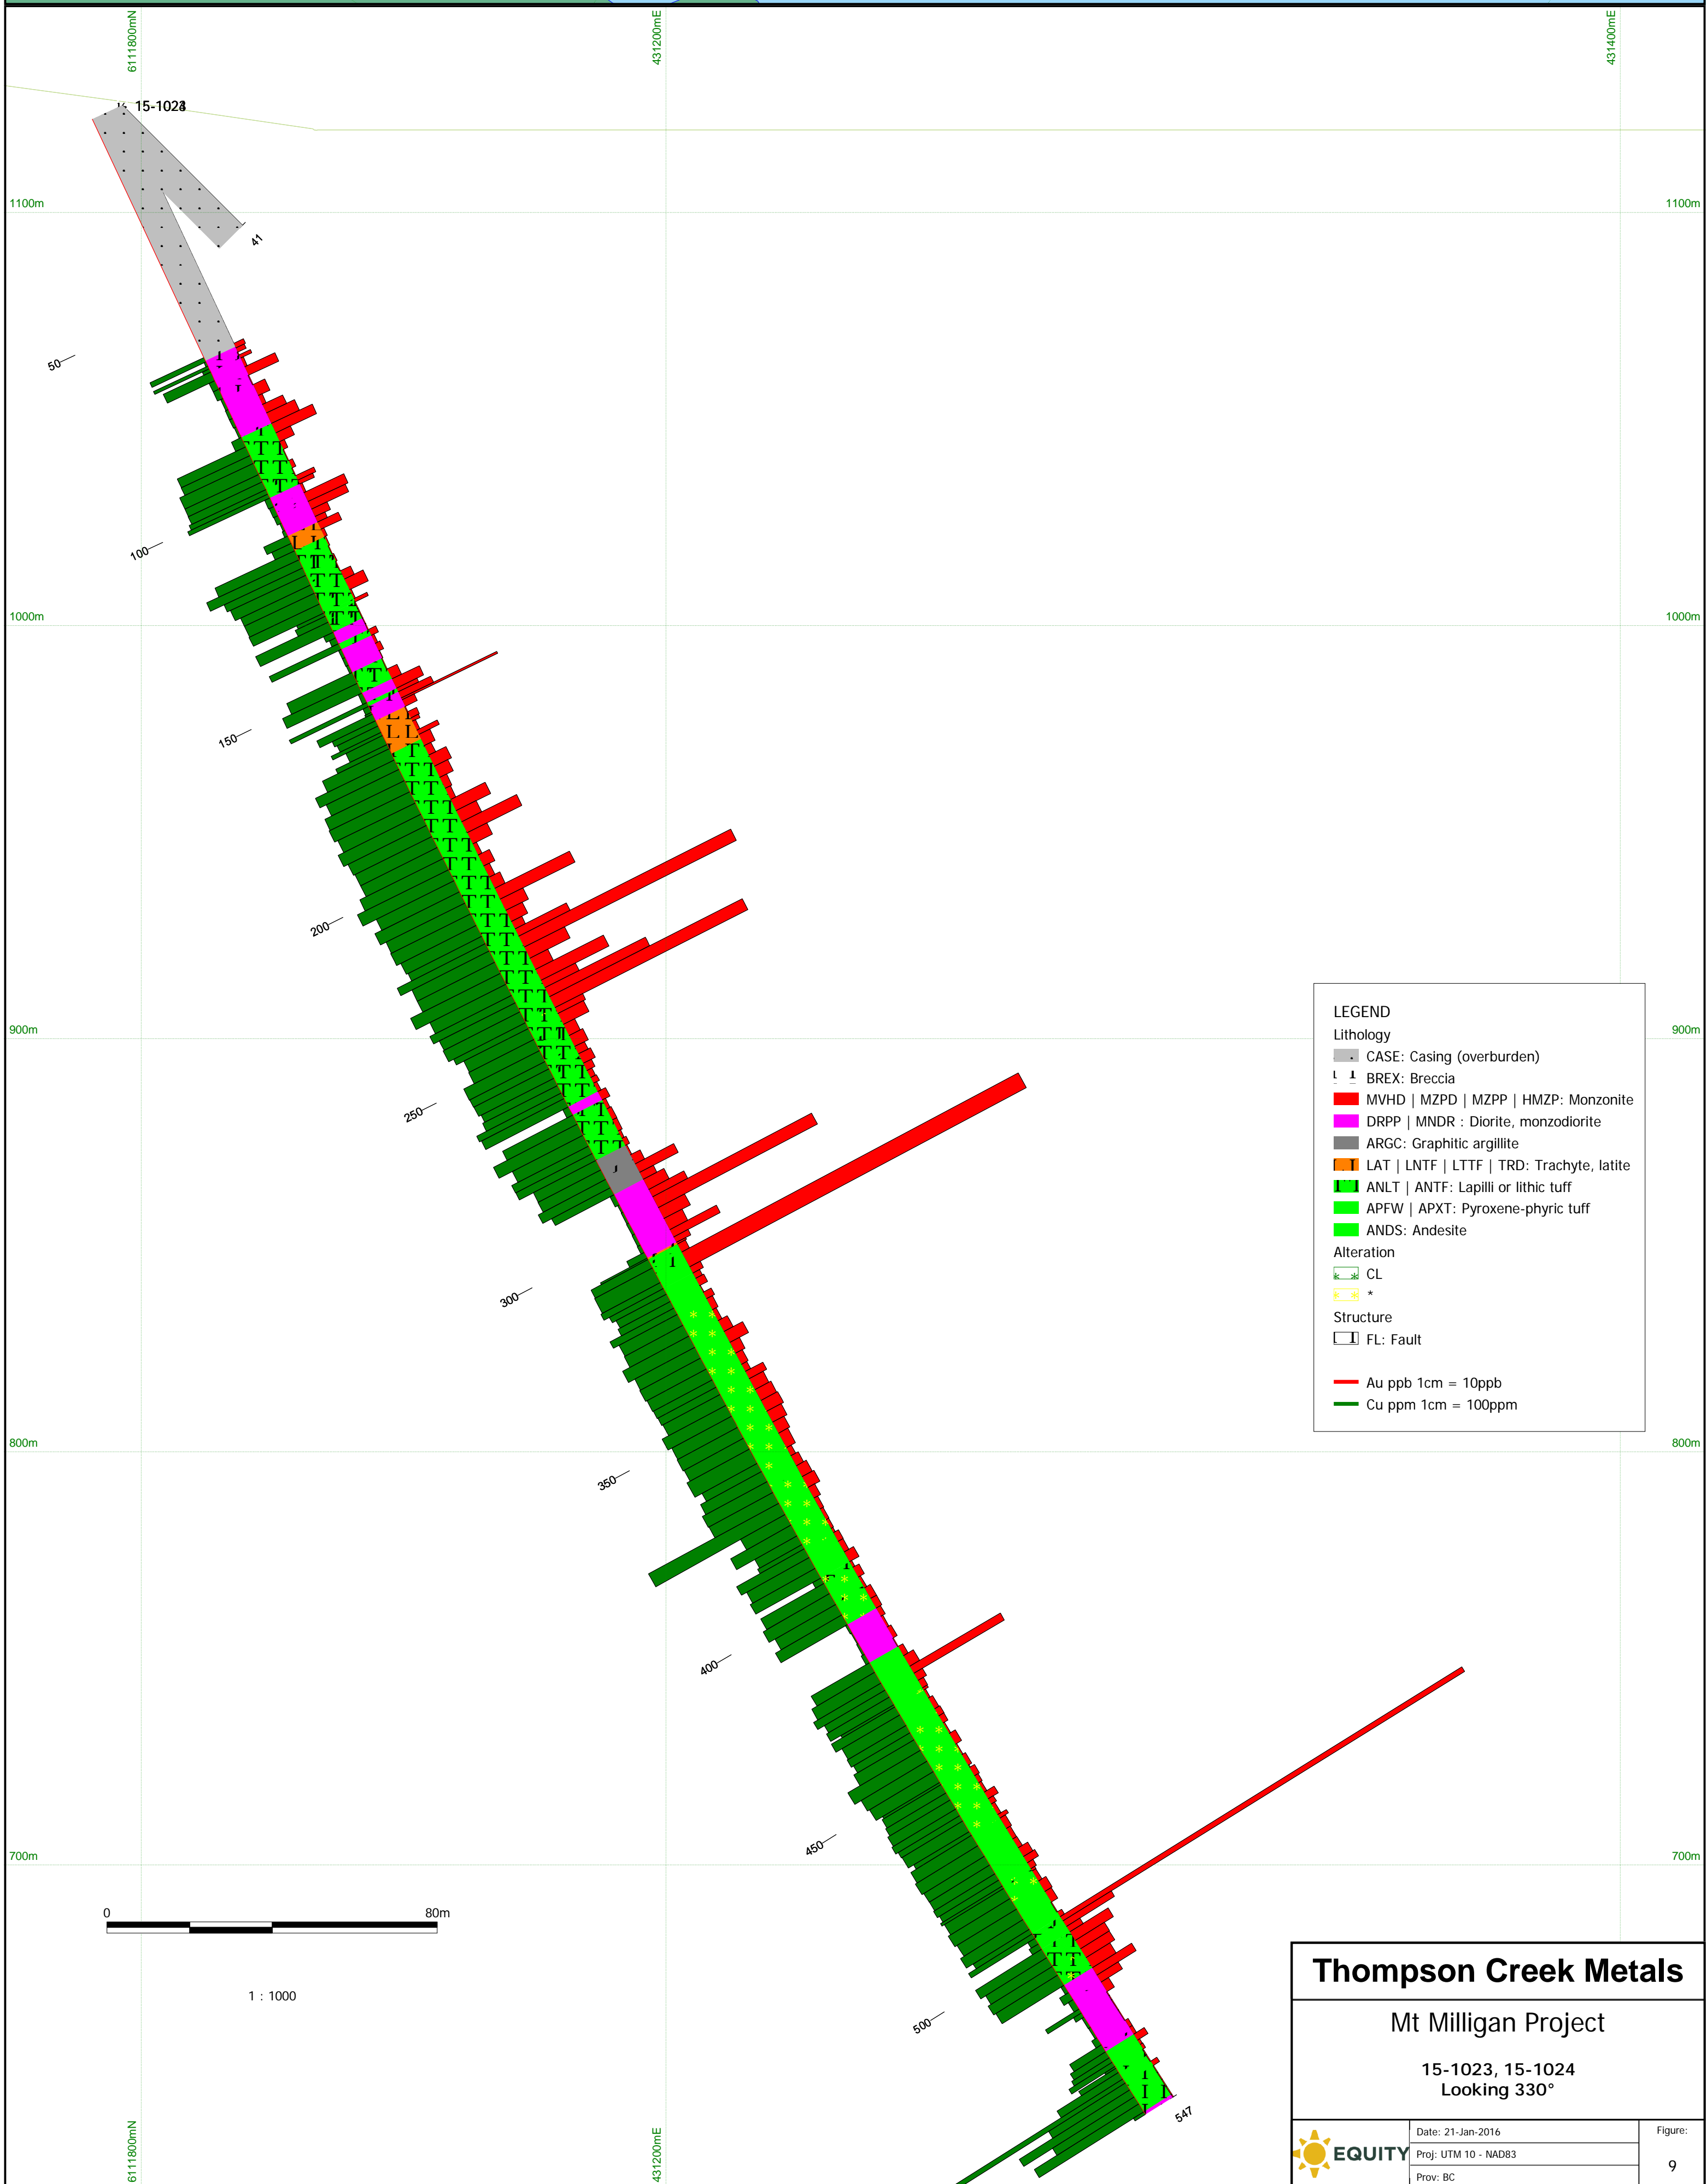 6111800mN
431200mE
431400mE
15-1023
41
1100m
1100m
50
100
1000m
1000m
150
200
900m
900m
250
300
800m
800m
350
400
450
700m
700m
500
547
LEGEND
Lithology
CASE: Casing (overburden)
BREX: Breccia
MVHD | MZPD | MZPP | HMZP: Monzonite
DRPP | MNDR : Diorite, monzodiorite
ARGC: Graphitic argillite
LAT | LNTF | LTTF | TRD: Trachyte, latite
ANLT | ANTF: Lapilli or lithic tuff
APFW | APXT: Pyroxene-phyric tuff
ANDS: Andesite
Alteration
CL
*
Structure
FL: Fault
Au ppb 1cm = 10ppb
Cu ppm 1cm = 100ppm
0 80m
1 : 1000
Thompson Creek Metals
Mt Milligan Project
15-1023, 15-1024
Looking 330°
EQUITY
Date: 21-Jan-2016
Proj: UTM 10 - NAD83
Prov: BC
Figure:
9
6111800mN
431200mE